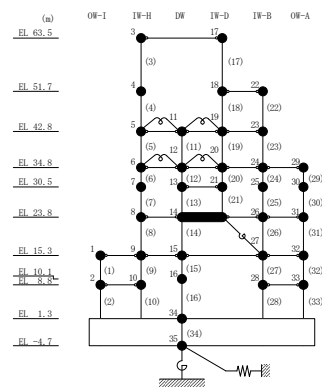 (m) OW-I IW-H DW IW-D IW-B OW-A
EL 63.5 3 17
(3) (17)
EL 51.7 4 18 22
(4) 11 19 (18) (22)
EL 42.8 5 23
(5) 12 (11) 20 (19) (23)
EL 34.8 6 24 29
(6) 13 (12) 21 (20) (24) (29)
EL 30.5 7 25 30
(7) (13) (21) (25) (30)
EL 23.8 8 14 26 31
(8) (14) (26) (31)
27
EL 15.3 1 9 15 32
(1) (9) (15) (27) (32)
EL 10.1 2 10 16 28 33
EL 8.8
(2) (10) (16) (28) (33)
EL 1.3 34
(34)
EL -4.7 35